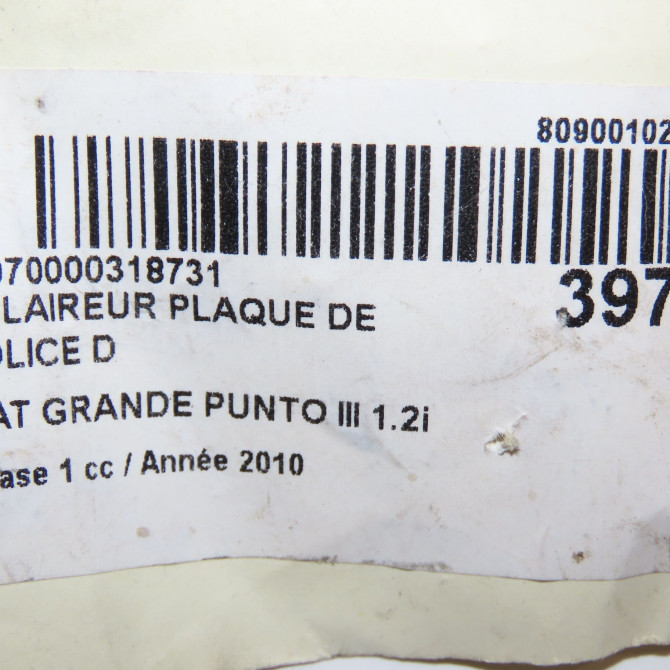 80900102
070000318731
397
LAIREUR PLAQUE DE
OLICE D
AT GRANDE PUNTO III 1.2i
ase 1 cc / Année 2010